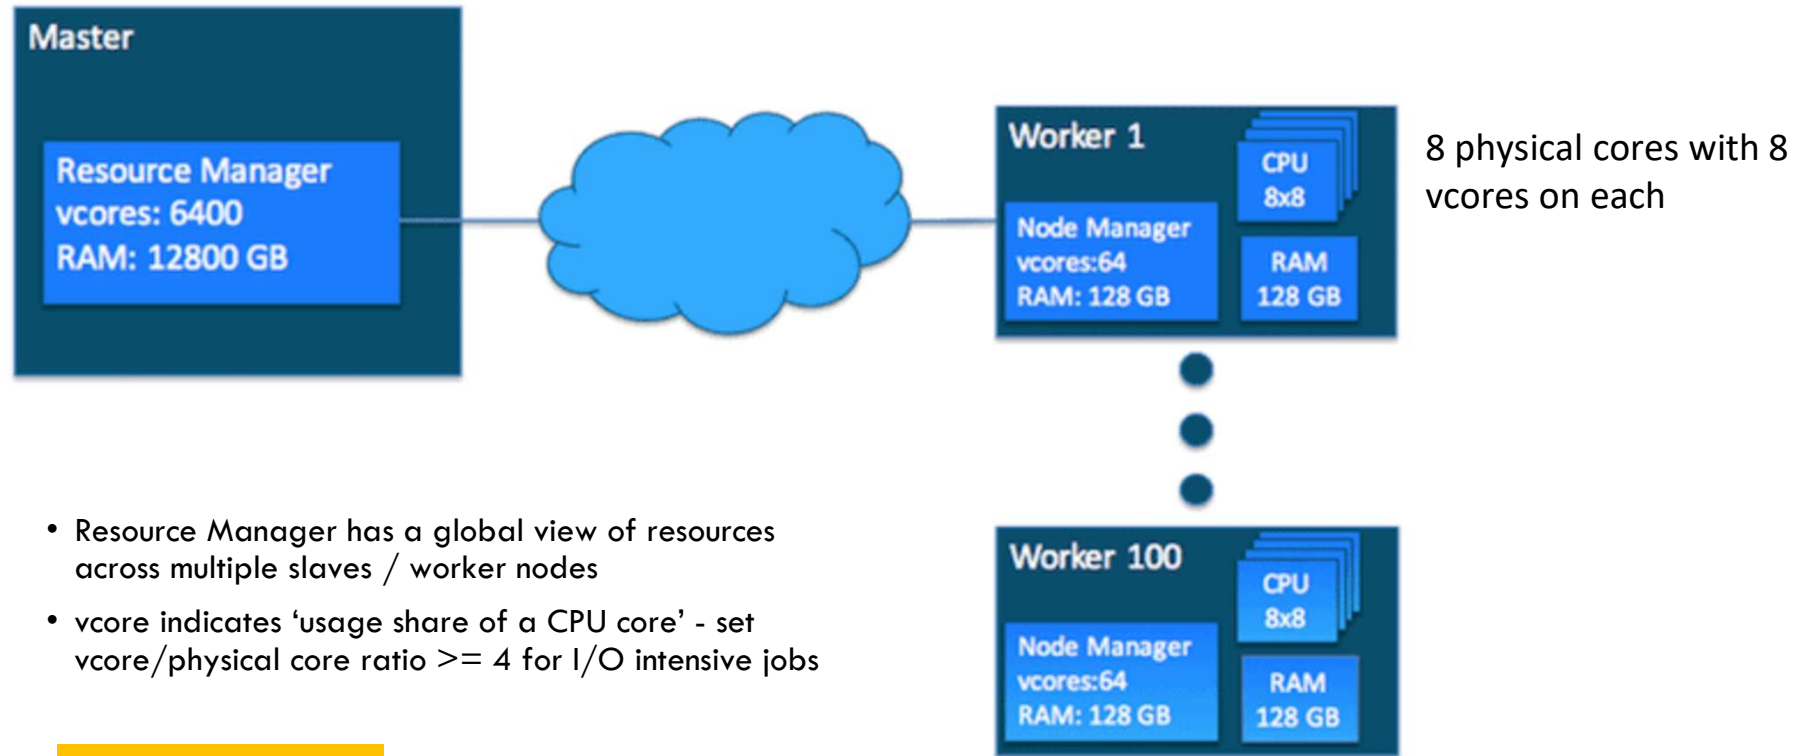 Master
Resource Manager
vcores: 6400
RAM: 12800 GB
Worker 1
CPU
8x8
Node Manager
vcores:64
RAM: 128 GB
RAM
128 GB
8 physical cores with 8
vcores on each
• Resource Manager has a global view of resources
across multiple slaves / worker nodes
• vcore indicates ‘usage share of a CPU core’ - set
vcore/physical core ratio >= 4 for I/O intensive jobs
Worker 100
CPU
8x8
Node Manager
vcores:64
RAM: 128 GB
RAM
128 GB